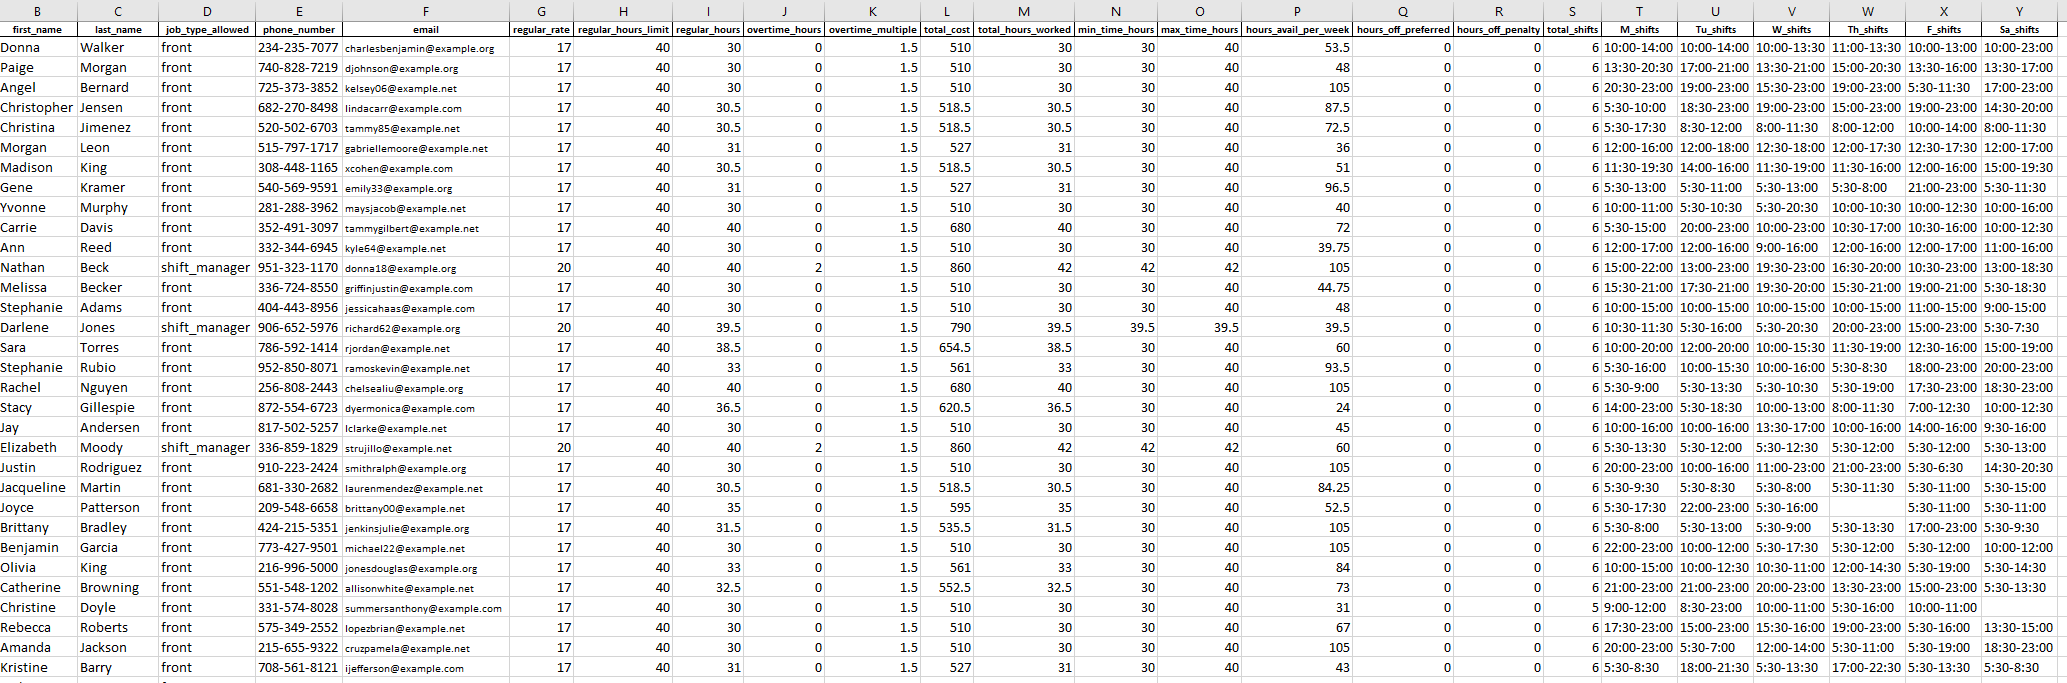 B C D E F G H I J K L M N O P Q R S T U V W X Y
first_name last_name job_type_allowed phone_number email regular_rate regular_hours_limit regular_hours overtime_hours overtime_multiple total_cost total_hours_worked min_time_hours max_time_hours hours_avail_per_week hours_off_preferred hours_off_penalty total_shifts M_shifts Tu_shifts W_shifts Th_shifts F_shifts Sa_shifts
Donna Walker front 234-235-7077 charlesbenjamin@example.org 17 40 30 0 1.5 510 30 30 40 53.5 0 0 6 10:00-14:00 10:00-14:00 10:00-13:30 11:00-13:30 10:00-13:00 10:00-23:00
Paige Morgan front 740-828-7219 djohnson@example.org 17 40 30 0 1.5 510 30 30 40 48 0 0 6 13:30-20:30 17:00-21:00 13:30-21:00 15:00-20:30 13:30-16:00 13:30-17:00
Angel Bernard front 725-373-3852 kelsey06@example.net 17 40 30 0 1.5 510 30 30 40 105 0 0 6 20:30-23:00 19:00-23:00 15:30-23:00 19:00-23:00 5:30-11:30 17:00-23:00
Christopher Jensen front 682-270-8498 lindacarr@example.com 17 40 30.5 0 1.5 518.5 30.5 30 40 87.5 0 0 6 5:30-10:00 18:30-23:00 19:00-23:00 15:00-23:00 19:00-23:00 14:30-20:00
Christina Jimenez front 520-502-6703 tammy85@example.net 17 40 30.5 0 1.5 518.5 30.5 30 40 72.5 0 0 6 5:30-17:30 8:30-12:00 8:00-11:30 8:00-12:00 10:00-14:00 8:00-11:30
Morgan Leon front 515-797-1717 gabriellemoore@example.net 17 40 31 0 1.5 527 31 30 40 36 0 0 6 12:00-16:00 12:00-18:00 12:30-18:00 12:00-17:30 12:30-17:30 12:00-17:00
Madison King front 308-448-1165 xcohen@example.com 17 40 30.5 0 1.5 518.5 30.5 30 40 51 0 0 6 11:30-19:30 14:00-16:00 11:30-19:00 11:30-16:00 12:00-16:00 15:00-19:30
Gene Kramer front 540-569-9591 emily33@example.org 17 40 31 0 1.5 527 31 30 40 96.5 0 0 6 5:30-13:00 5:30-11:00 5:30-13:00 5:30-8:00 21:00-23:00 5:30-11:30
Yvonne Murphy front 281-288-3962 maysjacob@example.net 17 40 30 0 1.5 510 30 30 40 40 0 0 6 10:00-11:00 5:30-10:30 5:30-20:30 10:00-10:30 10:00-12:30 10:00-16:00
Carrie Davis front 352-491-3097 tammygilbert@example.net 17 40 40 0 1.5 680 40 30 40 72 0 0 6 5:30-15:00 20:00-23:00 10:00-23:00 10:30-17:00 10:30-16:00 10:00-12:30
Ann Reed front 332-344-6945 kyle64@example.net 17 40 30 0 1.5 510 30 30 40 39.75 0 0 6 12:00-17:00 12:00-16:00 9:00-16:00 12:00-16:00 12:00-17:00 11:00-16:00
Nathan Beck shift_manager 951-323-1170 donna18@example.org 20 40 40 2 1.5 860 42 42 42 105 0 0 6 15:00-22:00 13:00-23:00 19:30-23:00 16:30-20:00 10:30-23:00 13:00-18:30
Melissa Becker front 336-724-8550 griffinjustin@example.com 17 40 30 0 1.5 510 30 30 40 44.75 0 0 6 15:30-21:00 17:30-21:00 19:30-20:00 15:30-21:00 19:00-21:00 5:30-18:30
Stephanie Adams front 404-443-8956 jessicahaas@example.com 17 40 30 0 1.5 510 30 30 40 48 0 0 6 10:00-15:00 10:00-15:00 10:00-15:00 10:00-15:00 11:00-15:00 9:00-15:00
Darlene Jones shift_manager 906-652-5976 richard62@example.org 20 40 39.5 0 1.5 790 39.5 39.5 39.5 39.5 0 0 6 10:30-11:30 5:30-16:00 5:30-20:30 20:00-23:00 15:00-23:00 5:30-7:30
Sara Torres front 786-592-1414 rjordan@example.net 17 40 38.5 0 1.5 654.5 38.5 30 40 60 0 0 6 10:00-20:00 12:00-20:00 10:00-15:30 11:30-19:00 12:30-16:00 15:00-19:00
Stephanie Rubio front 952-850-8071 ramoskevin@example.net 17 40 33 0 1.5 561 33 30 40 93.5 0 0 6 5:30-16:00 10:00-15:30 10:00-16:00 5:30-8:30 18:00-23:00 20:00-23:00
Rachel Nguyen front 256-808-2443 chelsealiu@example.org 17 40 40 0 1.5 680 40 30 40 105 0 0 6 5:30-9:00 5:30-13:30 5:30-10:30 5:30-19:00 17:30-23:00 18:30-23:00
Stacy Gillespie front 872-554-6723 dyermonica@example.com 17 40 36.5 0 1.5 620.5 36.5 30 40 24 0 0 6 14:00-23:00 5:30-18:30 10:00-13:00 8:00-11:30 7:00-12:30 10:00-12:30
Jay Andersen front 817-502-5257 lclarke@example.net 17 40 30 0 1.5 510 30 30 40 45 0 0 6 10:00-16:00 10:00-16:00 13:30-17:00 10:00-16:00 14:00-16:00 9:30-16:00
Elizabeth Moody shift_manager 336-859-1829 strujillo@example.net 20 40 40 2 1.5 860 42 42 42 60 0 0 6 5:30-13:30 5:30-12:00 5:30-12:30 5:30-12:00 5:30-12:00 5:30-13:00
Justin Rodriguez front 910-223-2424 smithralph@example.org 17 40 30 0 1.5 510 30 30 40 105 0 0 6 20:00-23:00 10:00-16:00 11:00-23:00 21:00-23:00 5:30-6:30 14:30-20:30
Jacqueline Martin front 681-330-2682 laurenmendez@example.net 17 40 30.5 0 1.5 518.5 30.5 30 40 84.25 0 0 6 5:30-9:30 5:30-8:30 5:30-8:00 5:30-11:30 5:30-11:00 5:30-15:00
Joyce Patterson front 209-548-6658 brittany00@example.net 17 40 35 0 1.5 595 35 30 40 52.5 0 0 6 5:30-17:30 22:00-23:00 5:30-16:00 5:30-11:00 5:30-11:00
Brittany Bradley front 424-215-5351 jenkinsjulie@example.org 17 40 31.5 0 1.5 535.5 31.5 30 40 105 0 0 6 5:30-8:00 5:30-13:00 5:30-9:00 5:30-13:30 17:00-23:00 5:30-9:30
Benjamin Garcia front 773-427-9501 michael22@example.net 17 40 30 0 1.5 510 30 30 40 105 0 0 6 22:00-23:00 10:00-12:00 5:30-17:30 5:30-12:00 5:30-12:00 10:00-12:00
Olivia King front 216-996-5000 jonesdouglas@example.org 17 40 33 0 1.5 561 33 30 40 84 0 0 6 10:00-15:00 10:00-12:30 10:30-11:00 12:00-14:30 5:30-19:00 5:30-14:30
Catherine Browning front 551-548-1202 allisonwhite@example.net 17 40 32.5 0 1.5 552.5 32.5 30 40 73 0 0 6 21:00-23:00 21:00-23:00 20:00-23:00 13:30-23:00 15:00-23:00 5:30-13:30
Christine Doyle front 331-574-8028 summersanthony@example.com 17 40 30 0 1.5 510 30 30 40 31 0 0 5 9:00-12:00 8:30-23:00 10:00-11:00 5:30-16:00 10:00-11:00
Rebecca Roberts front 575-349-2552 lopezbrian@example.net 17 40 30 0 1.5 510 30 30 40 67 0 0 6 17:30-23:00 15:00-23:00 15:30-16:00 19:00-23:00 5:30-16:00 13:30-15:00
Amanda Jackson front 215-655-9322 cruzpamela@example.net 17 40 30 0 1.5 510 30 30 40 105 0 0 6 20:00-23:00 5:30-7:00 12:00-14:00 5:30-11:00 5:30-19:00 18:30-23:00
Kristine Barry front 708-561-8121 ijefferson@example.com 17 40 31 0 1.5 527 31 30 40 43 0 0 6 5:30-8:30 18:00-21:30 5:30-13:30 17:00-22:30 5:30-13:30 5:30-8:30